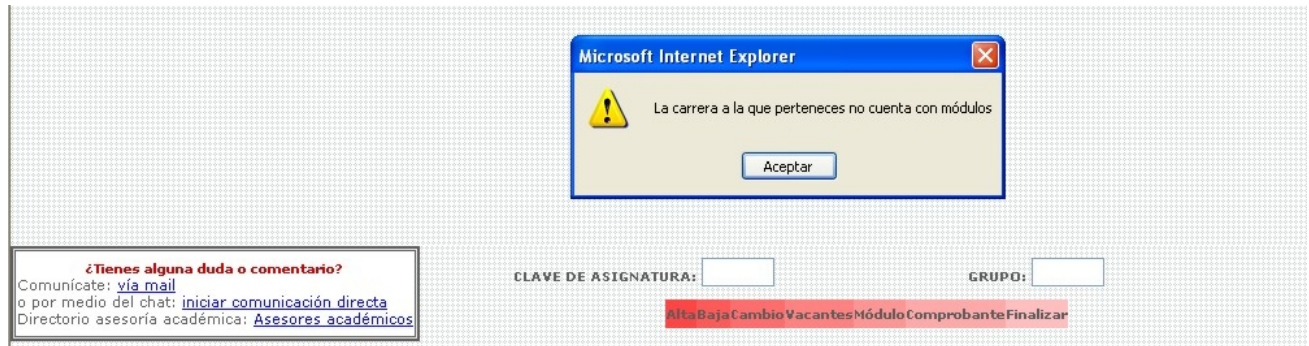 Microsoft Internet Explorer
La carrera a la que perteneces no cuenta con módulos
Aceptar
¿Tienes alguna duda o comentario?
Comunícate: vía mail
o por medio del chat: iniciar comunicación directa
Directorio asesoría académica: Asesores académicos
CLAVE DE ASIGNATURA: GRUPO:
Alta Baja Cambio Vacantes Módulo Comprobante Finalizar